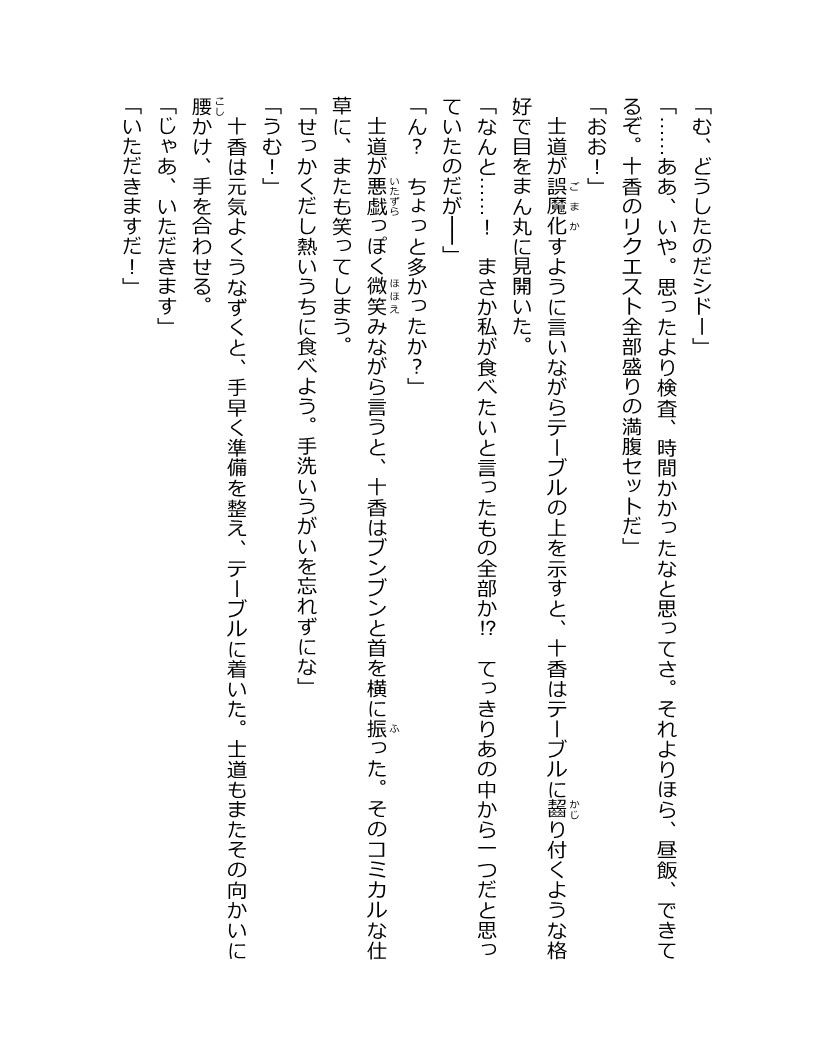 「む、どうしたのだシドー」
「……ああ、いや。思ったより検査、時間かかったなと思ってさ。それよりほら、昼飯、できて
るぞ。十香のリクエスト全部盛りの満腹セットだ」
「おお！」
　士道が誤魔化すように言いながらテーブルの上を示すと、十香はテーブルに齧り付くような格
好で目をまん丸に見開いた。
「なんと……！　まさか私が食べたいと言ったもの全部か⁉　てっきりあの中から一つだと思っ
ていたのだが――」
「ん？　ちょっと多かったか？」
　士道が悪戯っぽく微笑みながら言うと、十香はブンブンと首を横に振った。そのコミカルな仕
草に、またも笑ってしまう。
「せっかくだし熱いうちに食べよう。手洗いうがいを忘れずにな」
「うむ！」
　十香は元気よくうなずくと、手早く準備を整え、テーブルに着いた。士道もまたその向かいに
腰かけ、手を合わせる。
「じゃあ、いただきます」
「いただきますだ！」